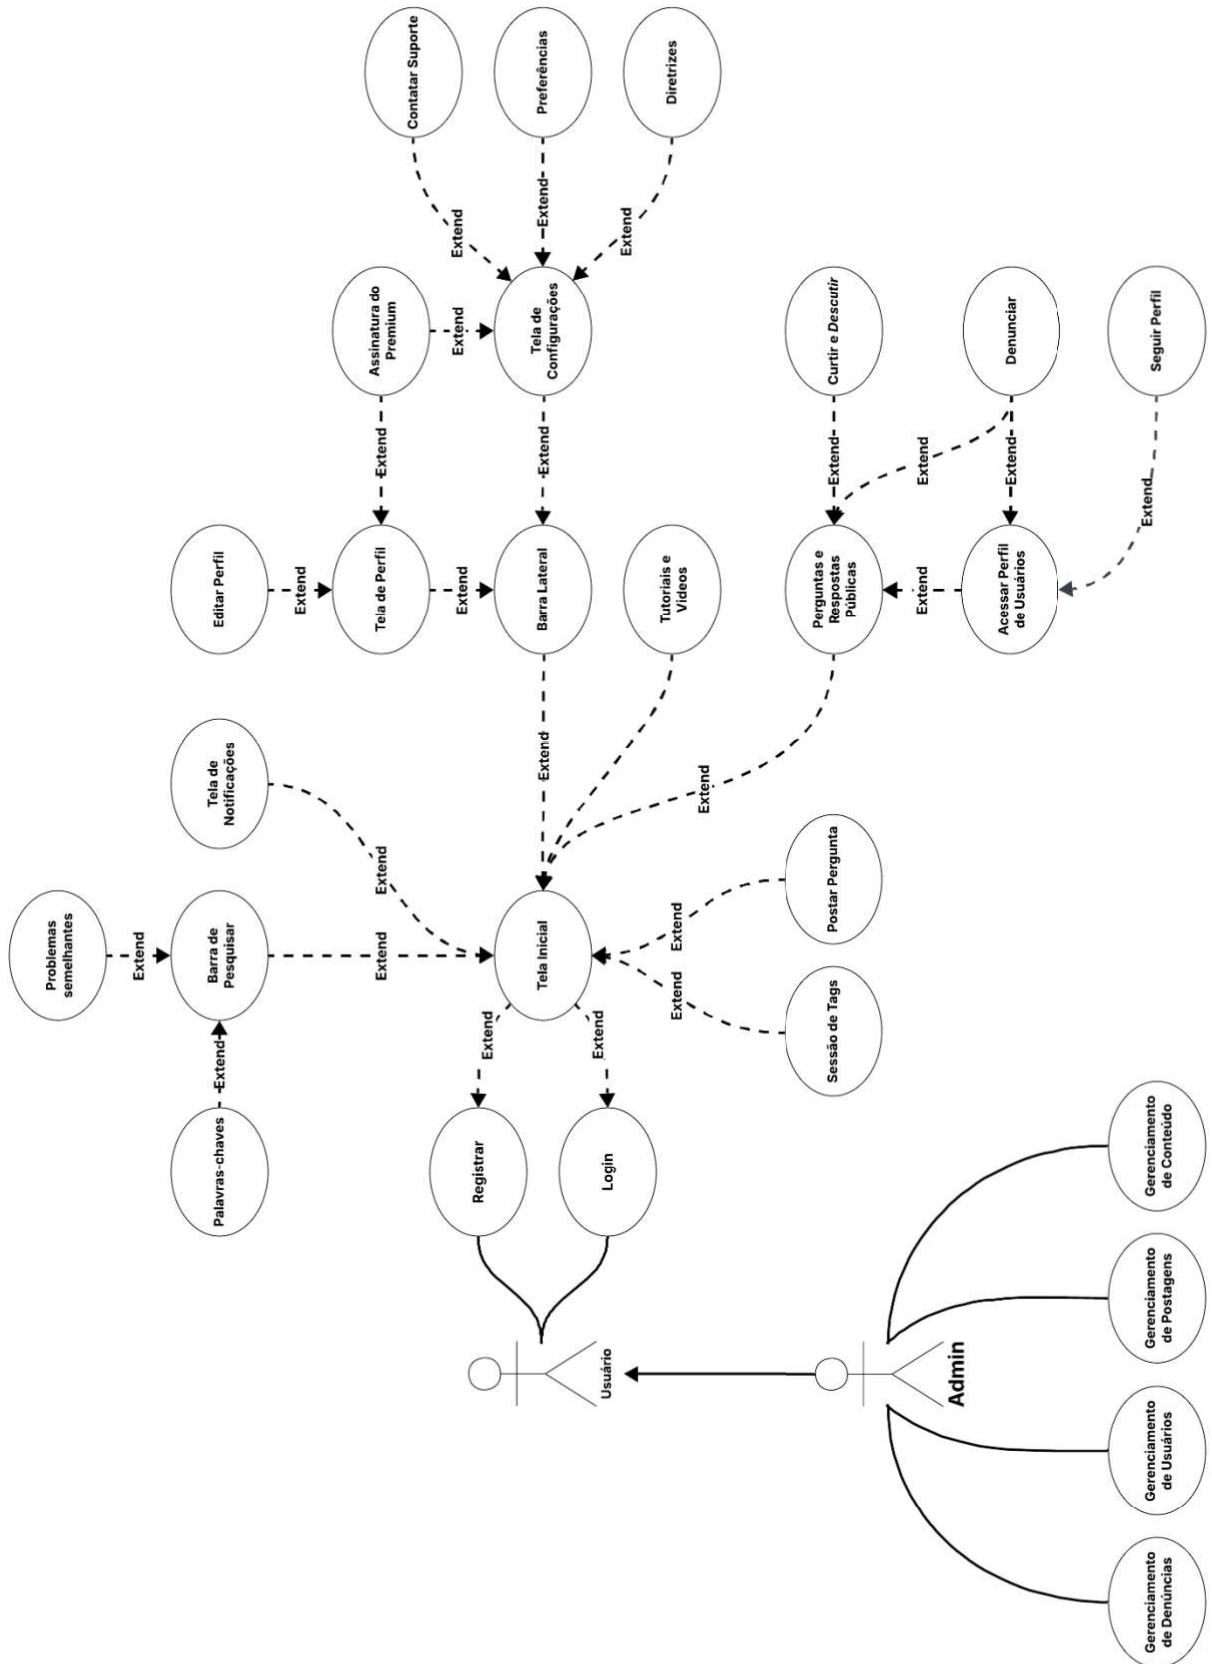 Problemas
semelhantes
Extend
Palavras-chaves
Extend
Barra de
Pesquisar
Tela de
Notificações
Editar Perfil
Extend
Extend
Extend
Tela de Perfil
Extend
Assinatura do
Premium
Contatar Suporte
Extend
Extend
Extend
Registrar
Extend
Tela Inicial
Extend
Barra Lateral
Extend
Tela de
Configurações
Extend
Preferências
Usuário
Login
Extend
Extend
Tutoriais e
Vídeos
Diretrizes
Extend
Extend
Extend
Sessão de Tags
Postar Pergunta
Perguntas e
Respostas
Públicas
Extend
Curtir e Descutir
Extend
Extend
Admin
Acessar Perfil
de Usuários
Extend
Denunciar
Extend
Gerenciamento
de Denúncias
Gerenciamento
de Usuários
Gerenciamento
de Postagens
Gerenciamento
de Conteúdo
Seguir Perfil